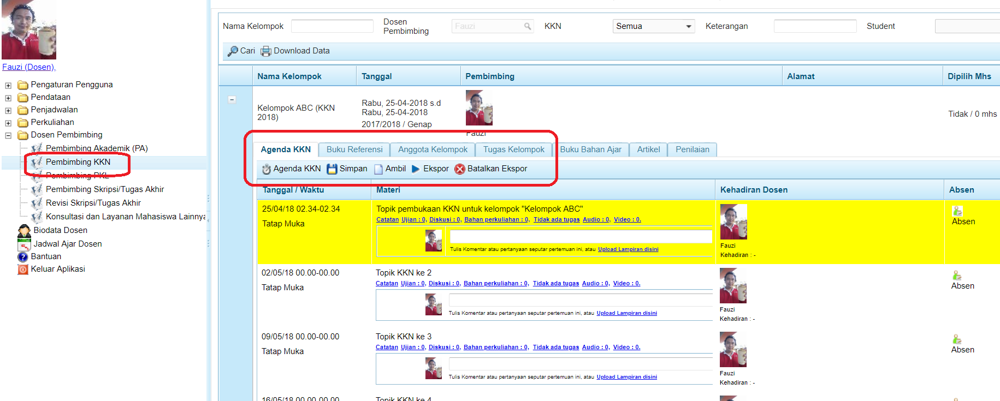 Fauzi (Dosen),
Pengaturan Pengguna
Pendataan
Penjadwalan
Perkuliahan
Dosen Pembimbing
Pembimbing Akademik (PA)
Pembimbing KKN
Pembimbing PKL
Pembimbing Skripsi/Tugas Akhir
Revisi Skripsi/Tugas Akhir
Konsultasi dan Layanan Mahasiswa Lainnya
Biodata Dosen
Jadwal Ajar Dosen
Bantuan
Keluar Aplikasi
Nama Kelompok Dosen Pembimbing Fauzi KKN Semua Keterangan Student
Cari Download Data
Nama Kelompok Tanggal Pembimbing Alamat Dipilih Mhs
Kelompok ABC (KKN 2018)
Rabu, 25-04-2018 s.d
Rabu, 25-04-2018
2017/2018 / Genap
Fauzi
Tidak / 0 mhs
Agenda KKN Buku Referensi Anggota Kelompok Tugas Kelompok Buku Bahan Ajar Artikel Penilaian
Agenda KKN Simpan Ambil Ekspor Batalkan Ekspor
Tanggal / Waktu Materi Kehadiran Dosen Absen
25/04/18 02.34-02.34
Tatap Muka
Topik pembukaan KKN untuk kelompok "Kelompok ABC"
Catatan Ujian : 0, Diskusi : 0, Bahan perkuliahan : 0, Tidak ada tugas Audio : 0, Video : 0.
Tulis Komentar atau pertanyaan seputar pertemuan ini, atau Upload Lampiran disini
Fauzi
Kehadiran : -
Absen
02/05/18 00.00-00.00
Tatap Muka
Topik KKN ke 2
Catatan Ujian : 0, Diskusi : 0, Bahan perkuliahan : 0, Tidak ada tugas Audio : 0, Video : 0.
Tulis Komentar atau pertanyaan seputar pertemuan ini, atau Upload Lampiran disini
Fauzi
Kehadiran : -
Absen
09/05/18 00.00-00.00
Tatap Muka
Topik KKN ke 3
Catatan Ujian : 0, Diskusi : 0, Bahan perkuliahan : 0, Tidak ada tugas Audio : 0, Video : 0.
Tulis Komentar atau pertanyaan seputar pertemuan ini, atau Upload Lampiran disini
Fauzi
Kehadiran : -
Absen
16/05/18 00.00-00.00
Topik KKN ke 4